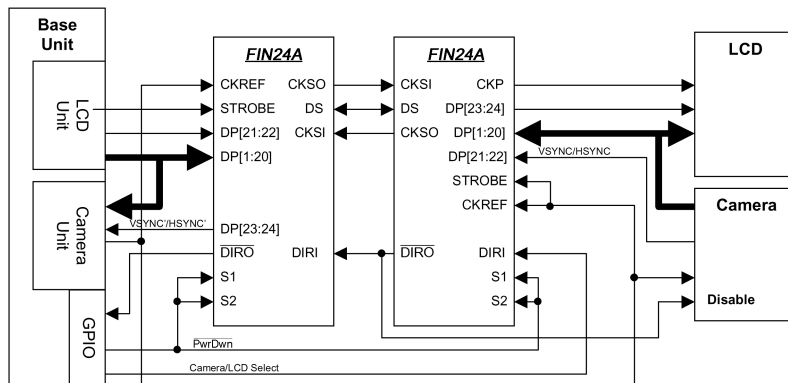 Base
Unit
LCD
Unit
Camera
Unit
GPIO
FIN24A
CKREF
CKSO
STROBE
DS
DP[21:22]
CKSI
DP[1:20]
DP[23:24]
DIRO
DIRI
S1
S2
VSYNC'/HSYNC'
PwrDwn
Camera/LCD Select
FIN24A
CKSI
CKP
DS
DP[23:24]
CKSO
DP[1:20]
DP[21:22]
STROBE
CKREF
DIRO
DIRI
S1
S2
VSYNC/HSYNC
LCD
Camera
Disable